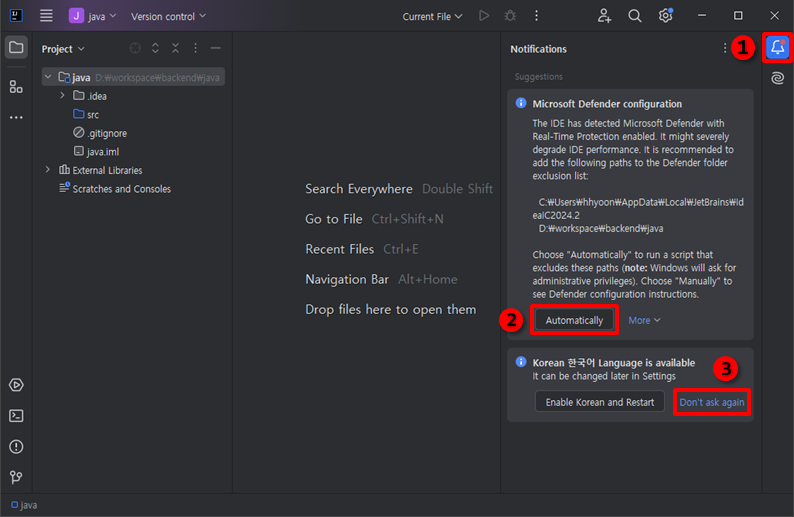 J java Version control Current File
Project
java D:₩workspace₩backend₩java
.idea
src
.gitignore
java.iml
External Libraries
Scratches and Consoles
Search Everywhere Double Shift
Go to File Ctrl+Shift+N
Recent Files Ctrl+E
Navigation Bar Alt+Home
Drop files here to open them
Notifications
1
Suggestions
Microsoft Defender configuration
The IDE has detected Microsoft Defender with
Real-Time Protection enabled. It might severely
degrade IDE performance. It is recommended to
add the following paths to the Defender folder
exclusion list:
C:₩Users₩hhyoon₩AppData₩Local₩JetBrains₩Id
eaIC2024.2
D:₩workspace₩backend₩java
Choose "Automatically" to run a script that
excludes these paths (note: Windows will ask for
administrative privileges). Choose "Manually" to
see Defender configuration instructions.
2 Automatically More
Korean 한국어 Language is available
It can be changed later in Settings
3
Enable Korean and Restart Don't ask again
java